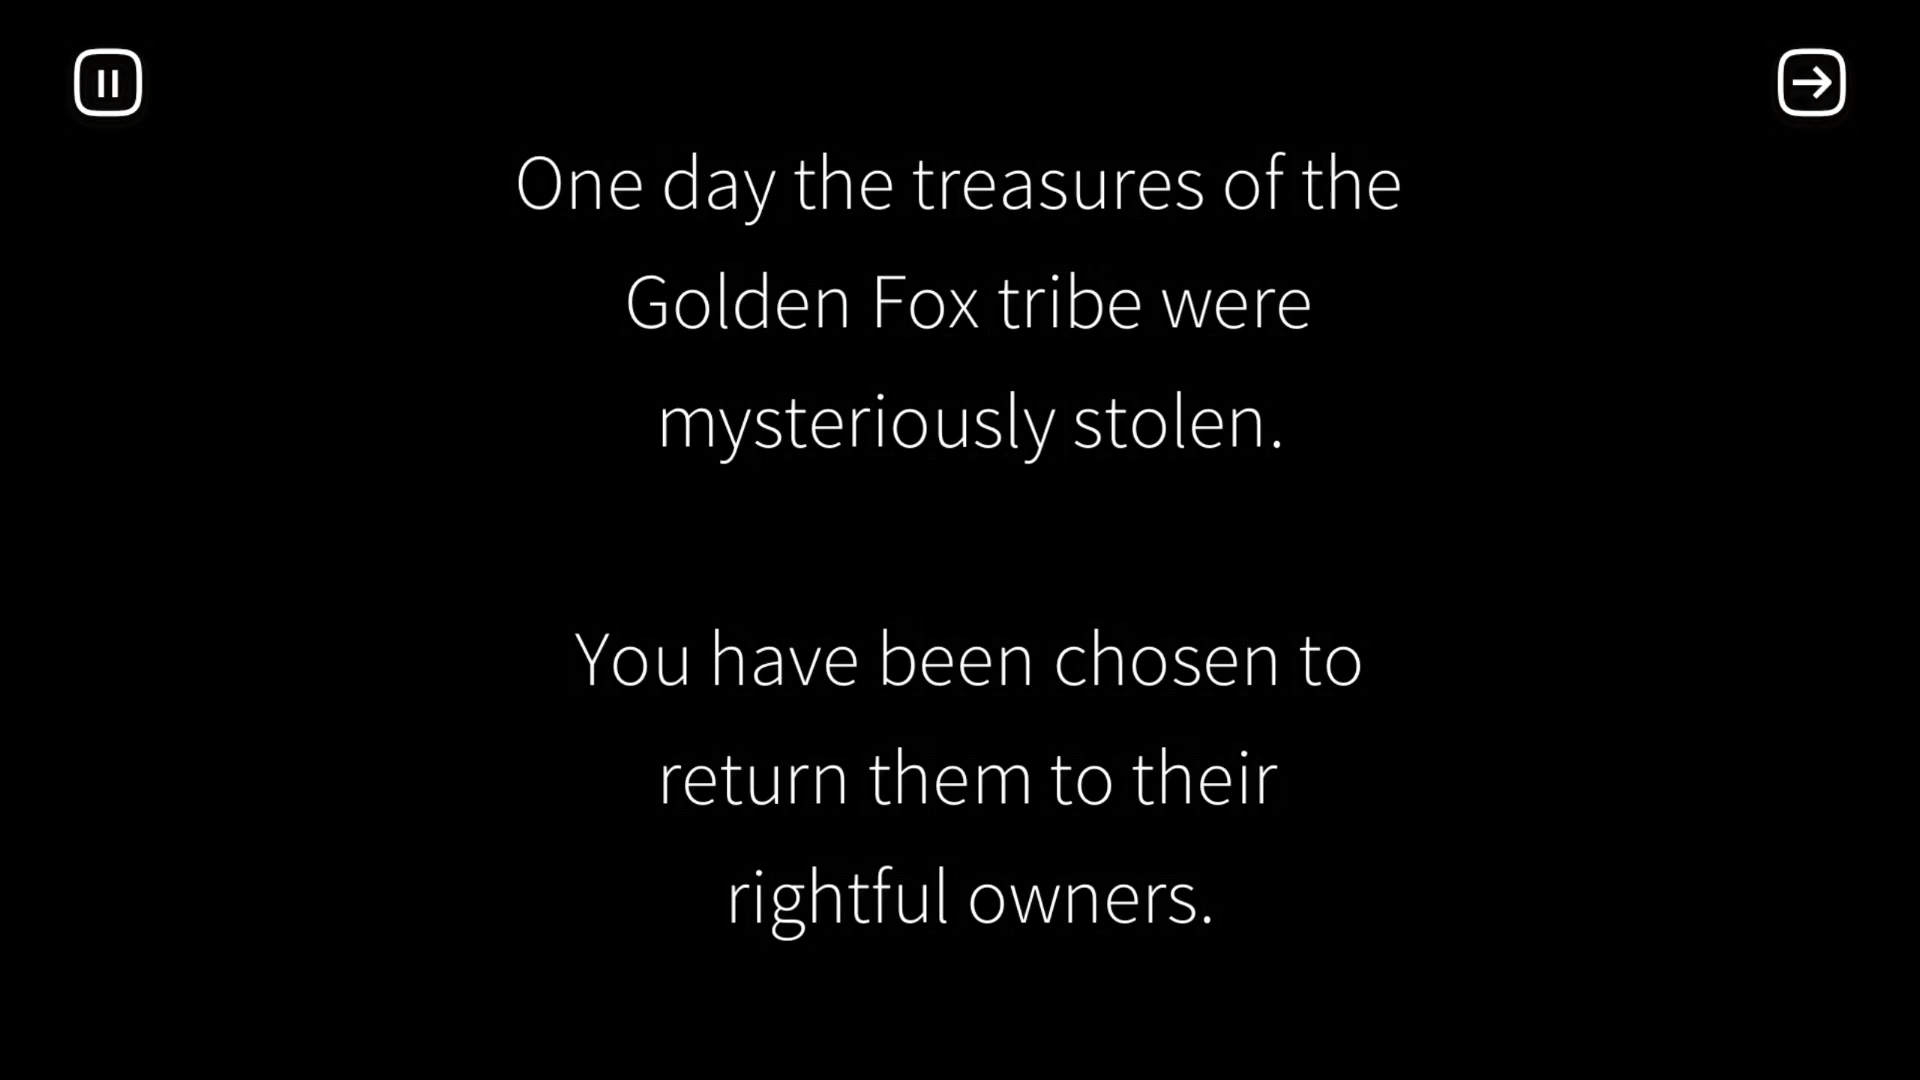 One day the treasures of the
Golden Fox tribe were
mysteriously stolen.
You have been chosen to
return them to their
rightful owners.